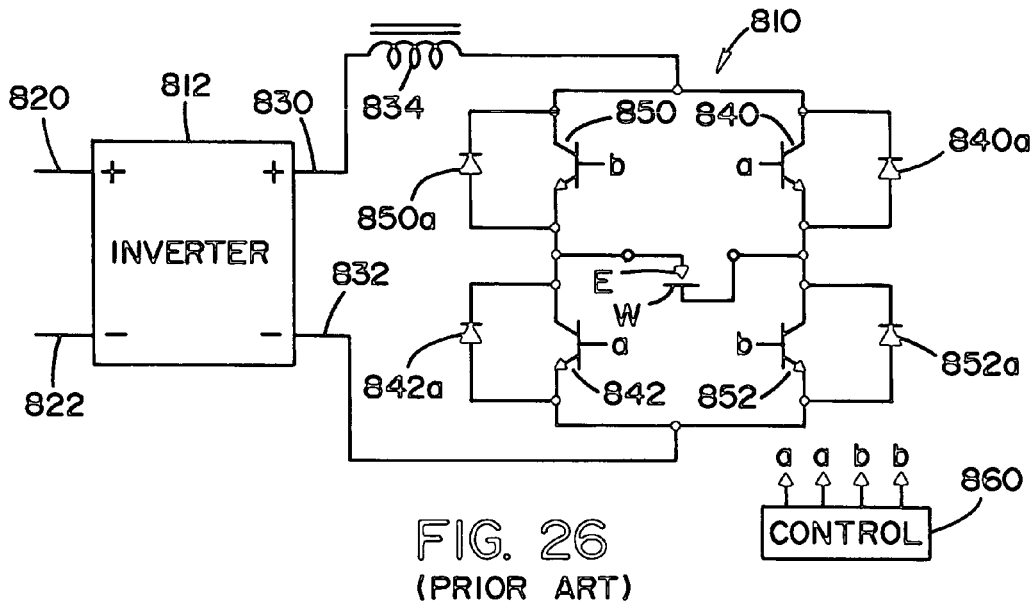 810
820
812
830
834
850
840
840a
b
a
850a
+
+
INVERTER
832
E
W
-
-
a
b
822
842a
842
852
852a
a a b b
860
CONTROL
FIG. 26
(PRIOR ART)